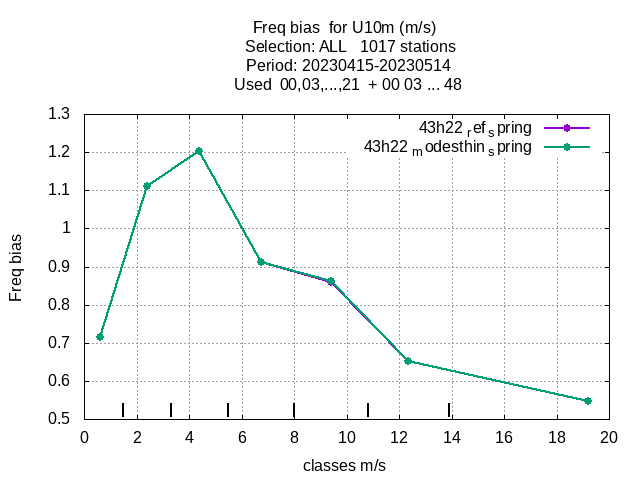 Freq bias  for U10m (m/s)
Selection: ALL   1017 stations
Period: 20230415-20230514
Used  00,03,...,21  + 00 03 ... 48
43h22 ref spring
43h22 modesthin spring
1.3
1.2
1.1
1
0.9
0.8
0.7
0.6
0.5
Freq bias
0 2 4 6 8 10 12 14 16 18 20
classes m/s